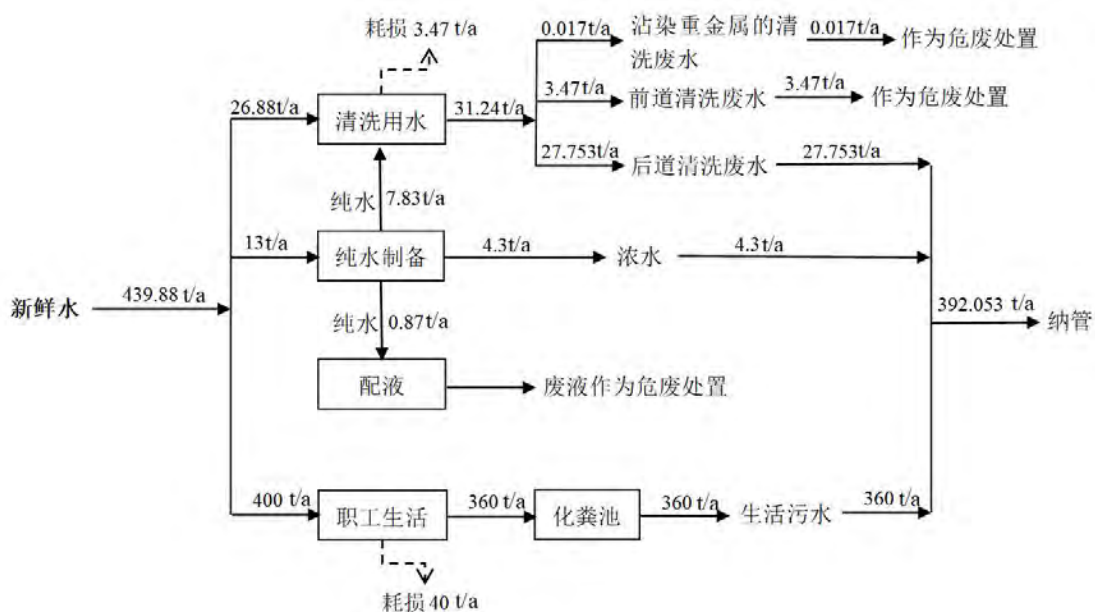 耗损 3.47 t/a
0.017t/a
沾染重金属的清
洗废水
0.017t/a
作为危废处置
26.88t/a
清洗用水
31.24t/a
3.47t/a
前道清洗废水
3.47t/a
作为危废处置
27.753t/a
后道清洗废水
27.753t/a
纯水
7.83t/a
13t/a
纯水制备
4.3t/a
浓水
4.3t/a
新鲜水
439.88 t/a
纯水
0.87t/a
392.053 t/a
纳管
配液
废液作为危废处置
400 t/a
职工生活
360 t/a
化粪池
360 t/a
生活污水
360 t/a
耗损 40 t/a